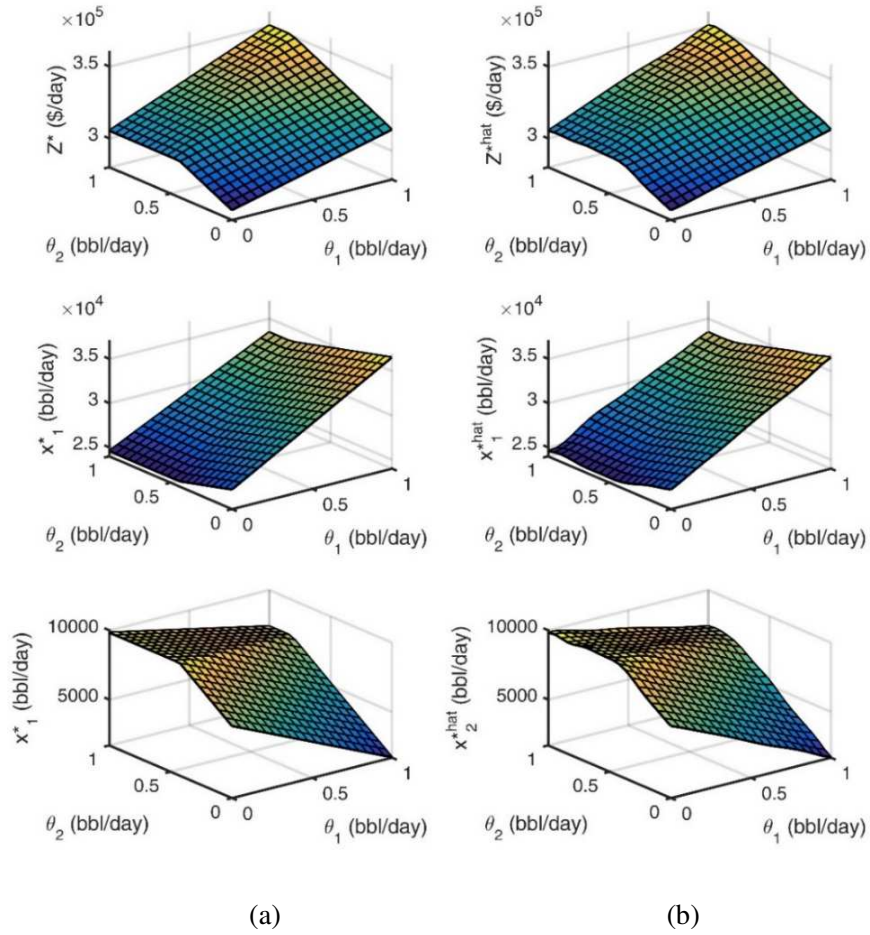 ×10⁵
3.5
3
Z* ($/day)
1
0.5
0
θ₂ (bbl/day)
0
0.5
1
θ₁ (bbl/day)
×10⁵
3.5
3
Z*hat ($/day)
1
0.5
0
θ₂ (bbl/day)
0
0.5
1
θ₁ (bbl/day)
×10⁴
3.5
3
2.5
x*₁ (bbl/day)
1
0.5
0
θ₂ (bbl/day)
0
0.5
1
θ₁ (bbl/day)
×10⁴
3.5
3
2.5
x*hat₁ (bbl/day)
1
0.5
0
θ₂ (bbl/day)
0
0.5
1
θ₁ (bbl/day)
10000
5000
x*₁ (bbl/day)
1
0.5
0
θ₂ (bbl/day)
0
0.5
1
θ₁ (bbl/day)
10000
5000
x*hat₂ (bbl/day)
1
0.5
0
θ₂ (bbl/day)
0
0.5
1
θ₁ (bbl/day)
(a)
(b)